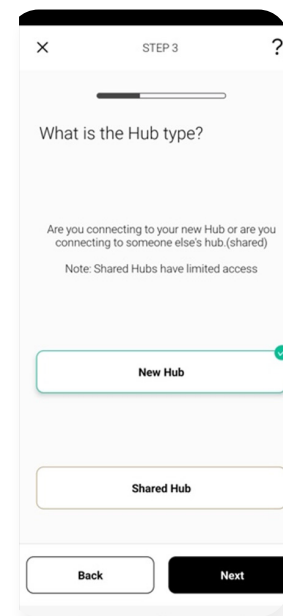 STEP 3
?
What is the Hub type?
Are you connecting to your new Hub or are you
connecting to someone else's hub.(shared)
Note: Shared Hubs have limited access
New Hub
Shared Hub
Back
Next